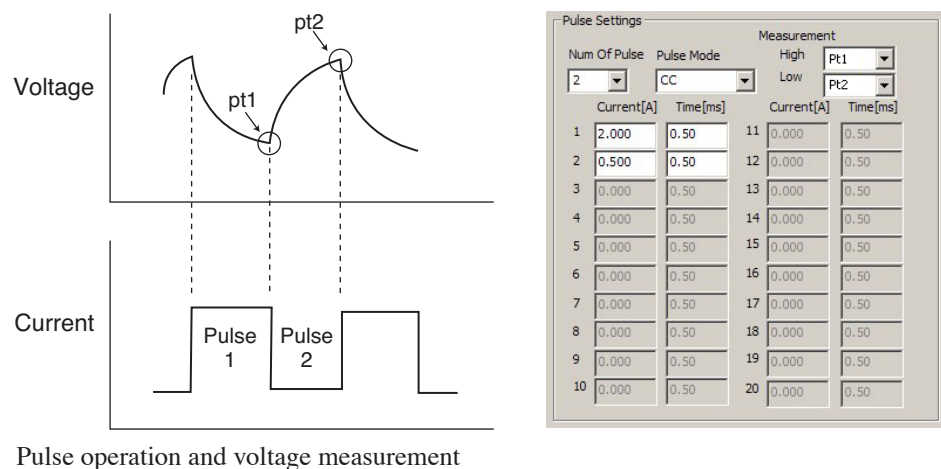 pt2
Voltage
pt1
Current
Pulse 1
Pulse 2
Pulse operation and voltage measurement
Pulse Settings
Measurement
Num Of Pulse Pulse Mode High Pt1
2 CC Low Pt2
Current[A] Time[ms] Current[A] Time[ms]
1 2.000 0.50 11 0.000 0.50
2 0.500 0.50 12 0.000 0.50
3 0.000 0.50 13 0.000 0.50
4 0.000 0.50 14 0.000 0.50
5 0.000 0.50 15 0.000 0.50
6 0.000 0.50 16 0.000 0.50
7 0.000 0.50 17 0.000 0.50
8 0.000 0.50 18 0.000 0.50
9 0.000 0.50 19 0.000 0.50
10 0.000 0.50 20 0.000 0.50